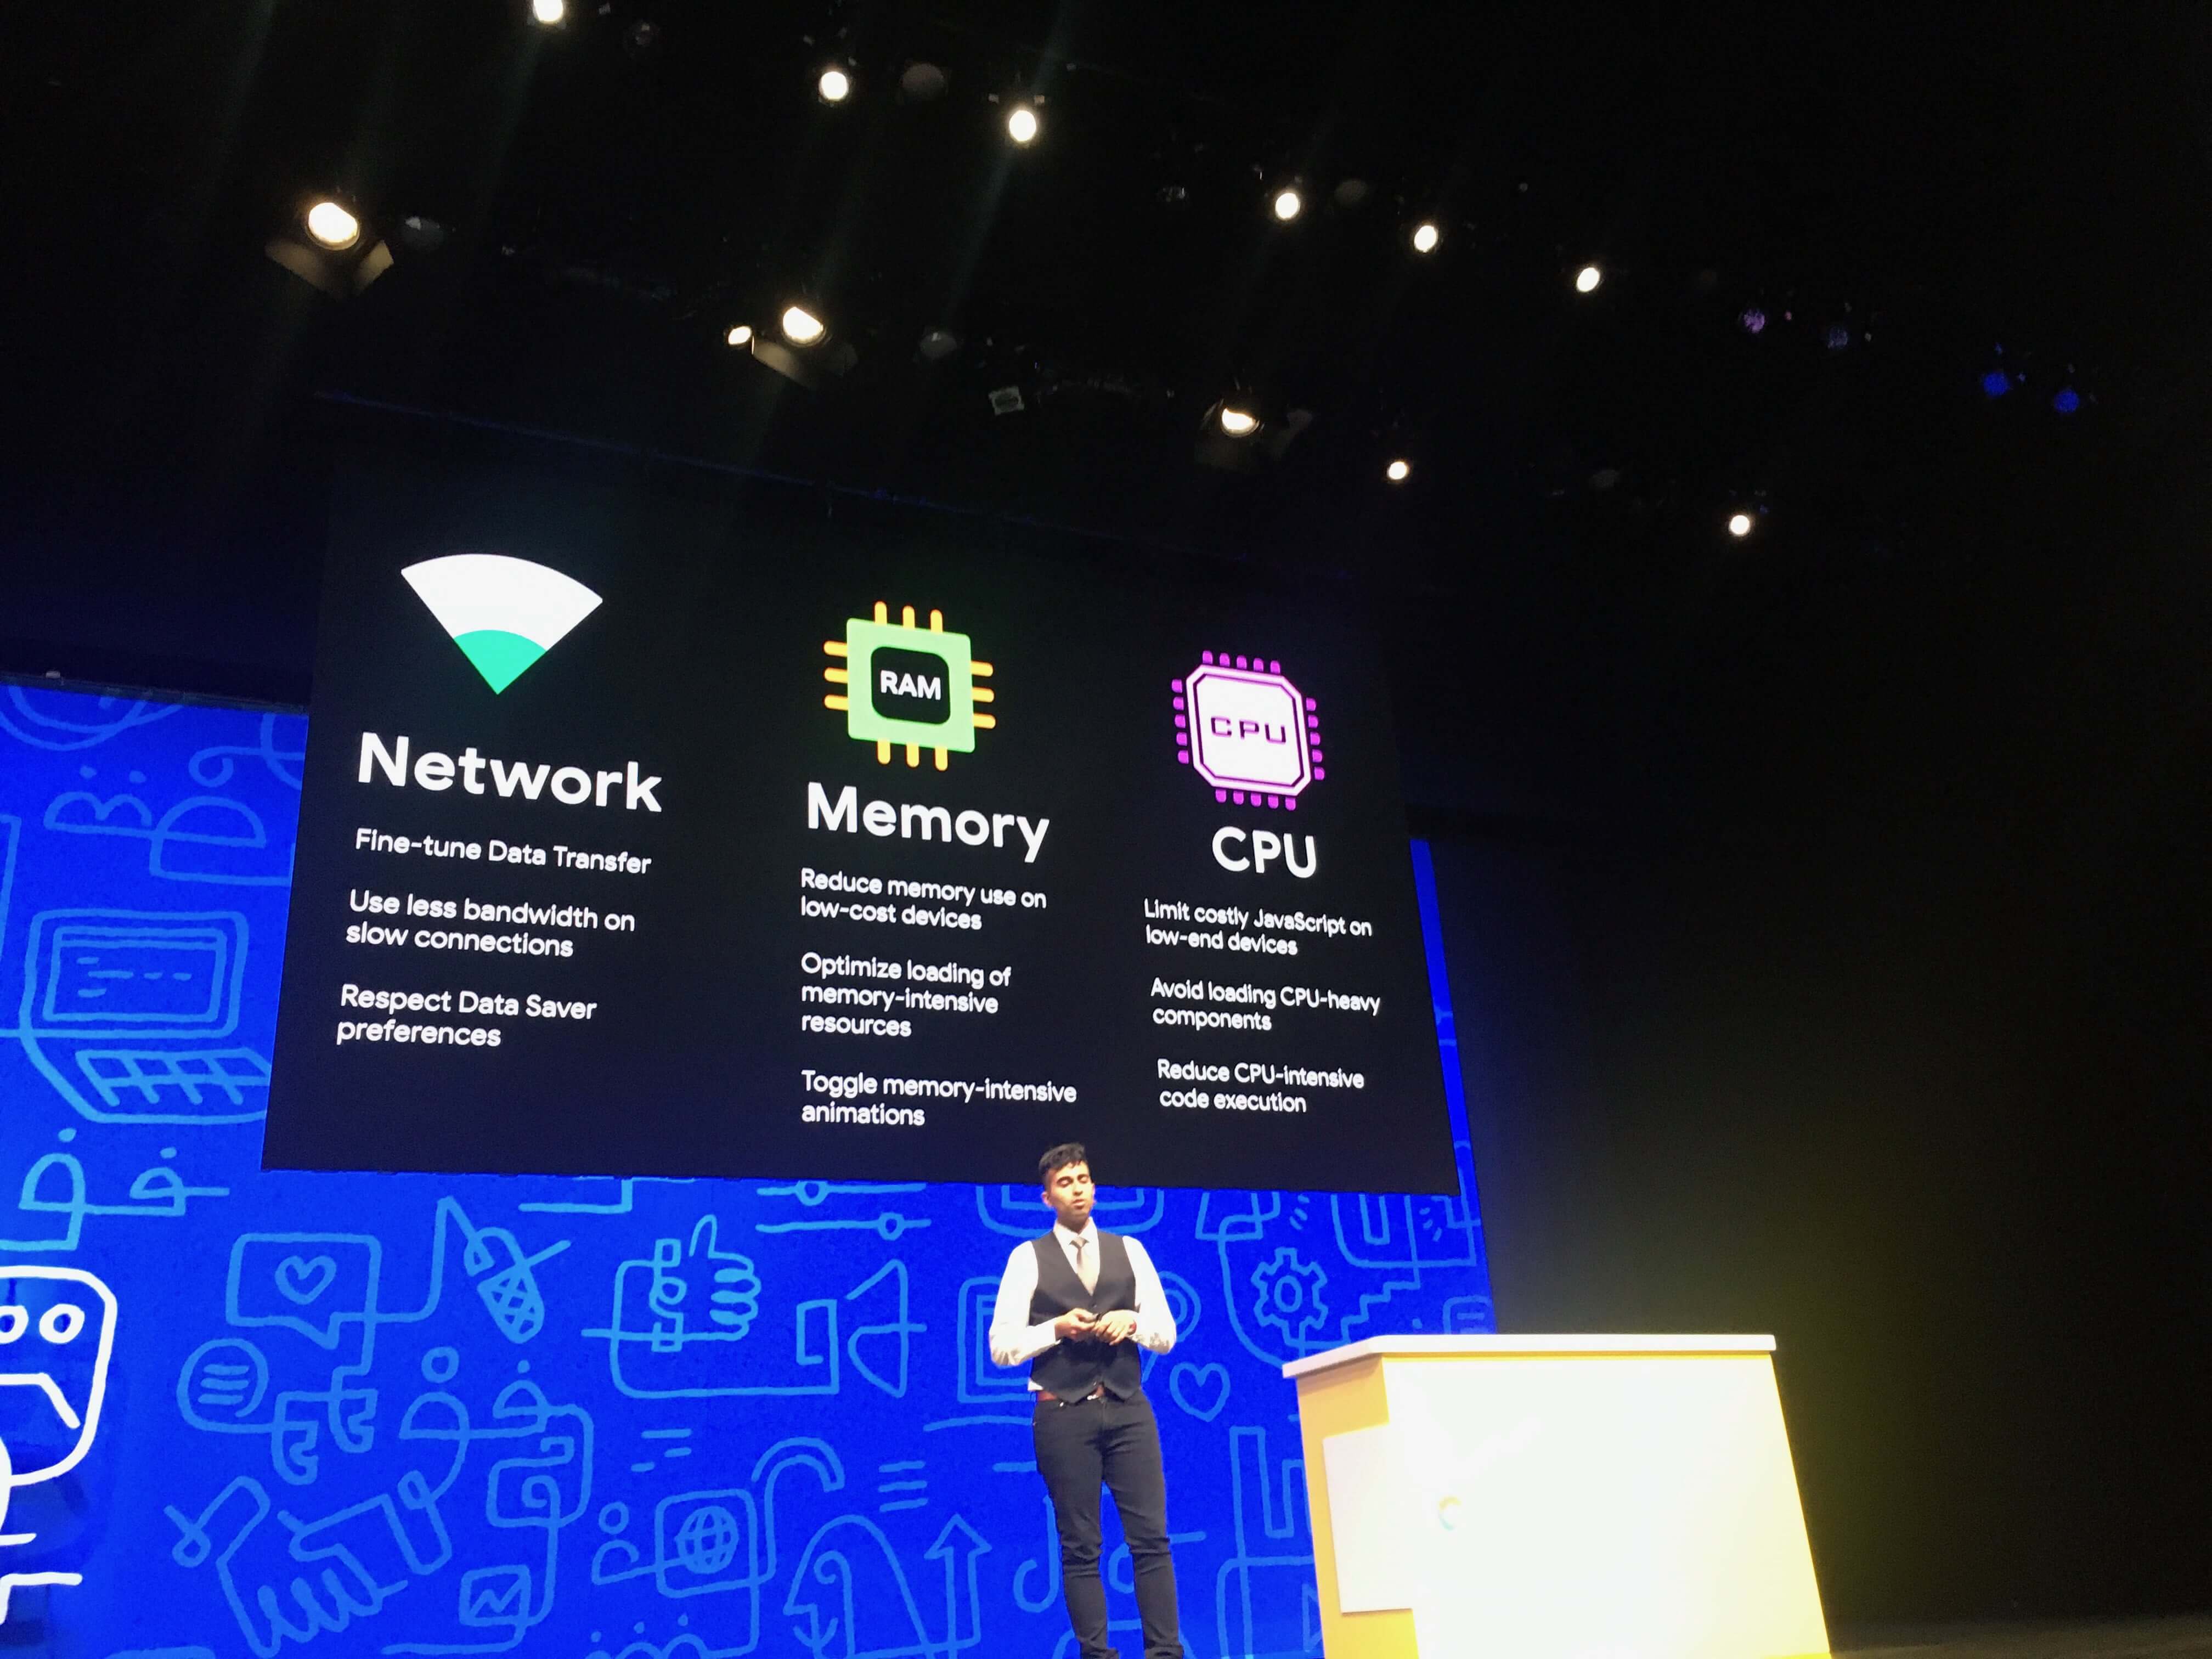 Network
Fine-tune Data Transfer
Use less bandwidth on
slow connections
Respect Data Saver
preferences
RAM
Memory
Reduce memory use on
low-cost devices
Optimize loading of
memory-intensive
resources
Toggle memory-intensive
animations
CPU
CPU
Limit costly JavaScript on
low-end devices
Avoid loading CPU-heavy
components
Reduce CPU-intensive
code execution